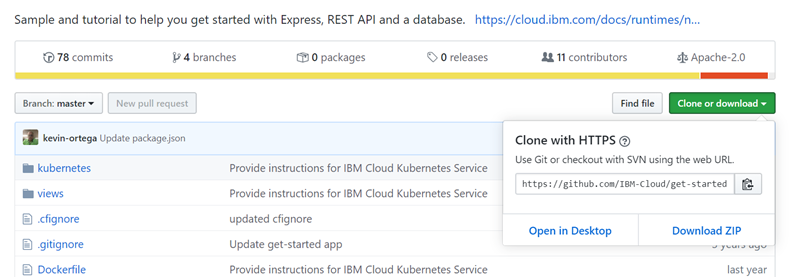 Sample and tutorial to help you get started with Express, REST API and a database. https://cloud.ibm.com/docs/runtimes/n...
78 commits 4 branches 0 packages 0 releases 11 contributors Apache-2.0
Branch: master New pull request Find file Clone or download
kevin-ortega Update package.json
Clone with HTTPS
Use Git or checkout with SVN using the web URL.
https://github.com/IBM-Cloud/get-started
Open in Desktop Download ZIP
kubernetes Provide instructions for IBM Cloud Kubernetes Service
views Provide instructions for IBM Cloud Kubernetes Service
.cfignore updated cfignore
.gitignore Update get-started app 3 years ago
Dockerfile Provide instructions for IBM Cloud Kubernetes Service last year